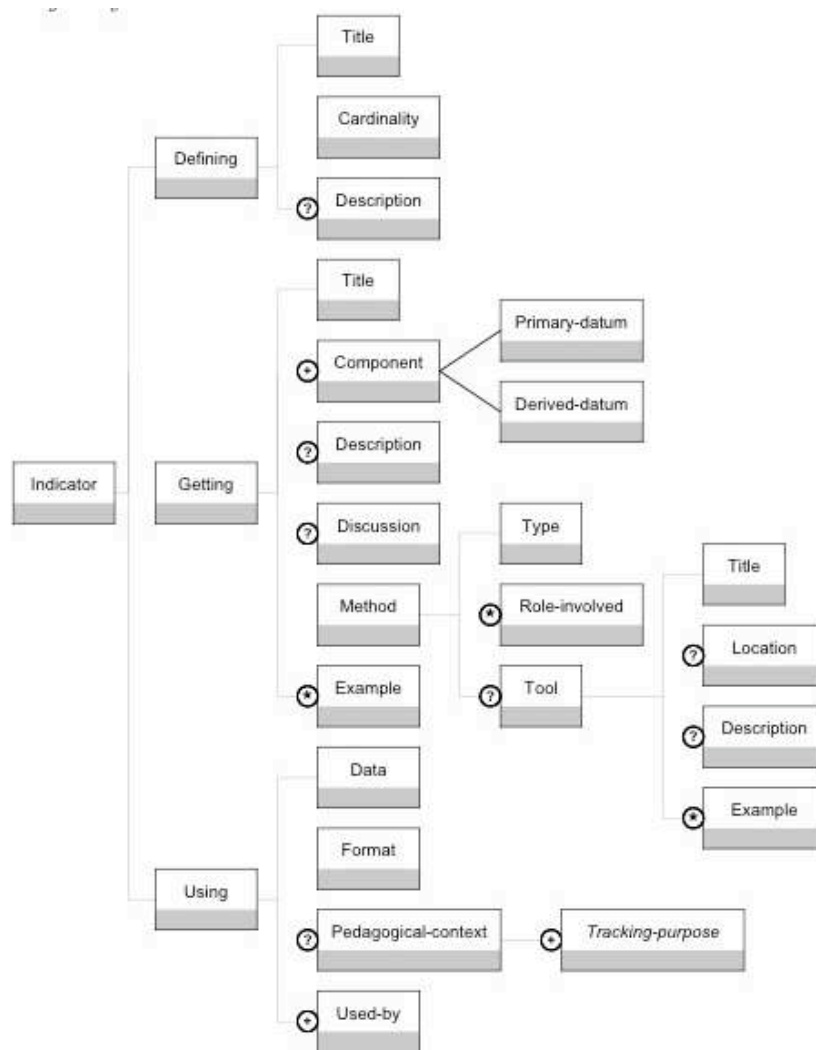 Title
Cardinality
Defining
? Description
Title
Primary-datum
+ Component
Derived-datum
? Description
Indicator
Getting
? Discussion
Type
Title
Method
* Role-involved
? Location
* Example
? Tool
? Description
Data
* Example
Format
Using
? Pedagogical-context
+ Tracking-purpose
+ Used-by